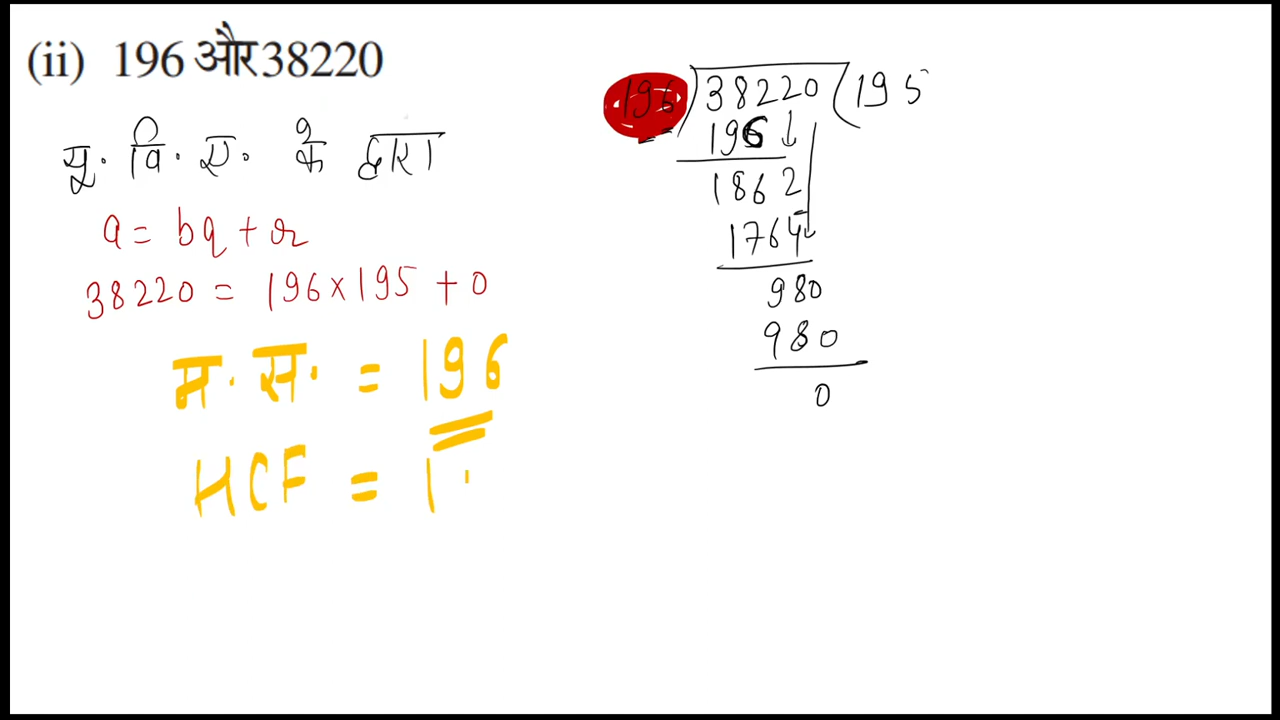 (ii) 196 और 38220
यु. वि. ए. के द्वारा
a = bq + r
38220 = 196 × 195 + 0
म. स. = 196
HCF = 1
196) 38220 (195
196
1862
1764
980
980
0